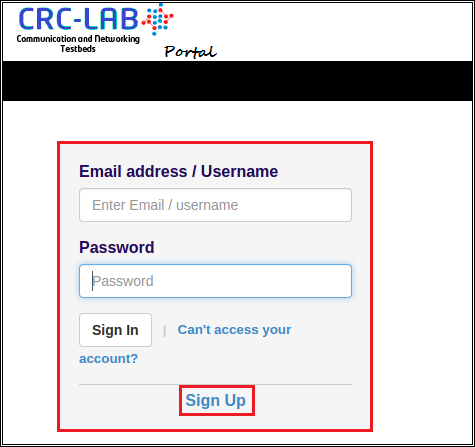 CRC-LAB
Communication and Networking
Testbeds
Portal
Email address / Username
Enter Email / username
Password
Password
Sign In | Can't access your
account?
Sign Up